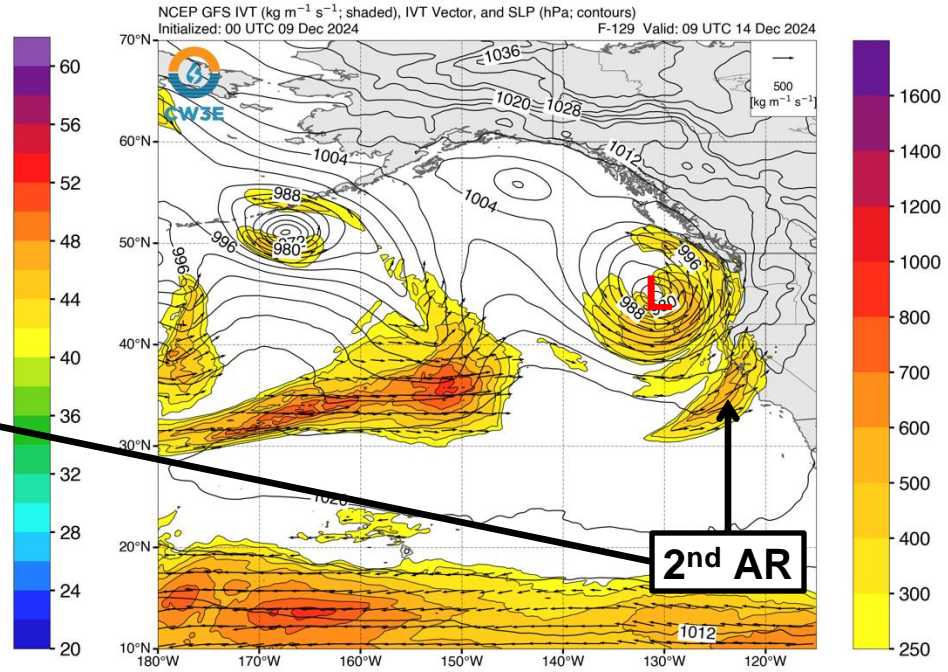 NCEP GFS IVT (kg m⁻¹ s⁻¹; shaded), IVT Vector, and SLP (hPa; contours)
Initialized: 00 UTC 09 Dec 2024 F-129 Valid: 09 UTC 14 Dec 2024
CW3E
500
[kg m⁻¹ s⁻¹]
60
56
52
48
44
40
36
32
28
24
20
70°N
60°N
50°N
40°N
30°N
20°N
10°N
1036
1020
1028
1012
1004
1004
988
980
996
996
996
988
L
1012
2nd AR
180°W
170°W
160°W
150°W
140°W
130°W
120°W
1600
1400
1200
1000
800
700
600
500
400
300
250